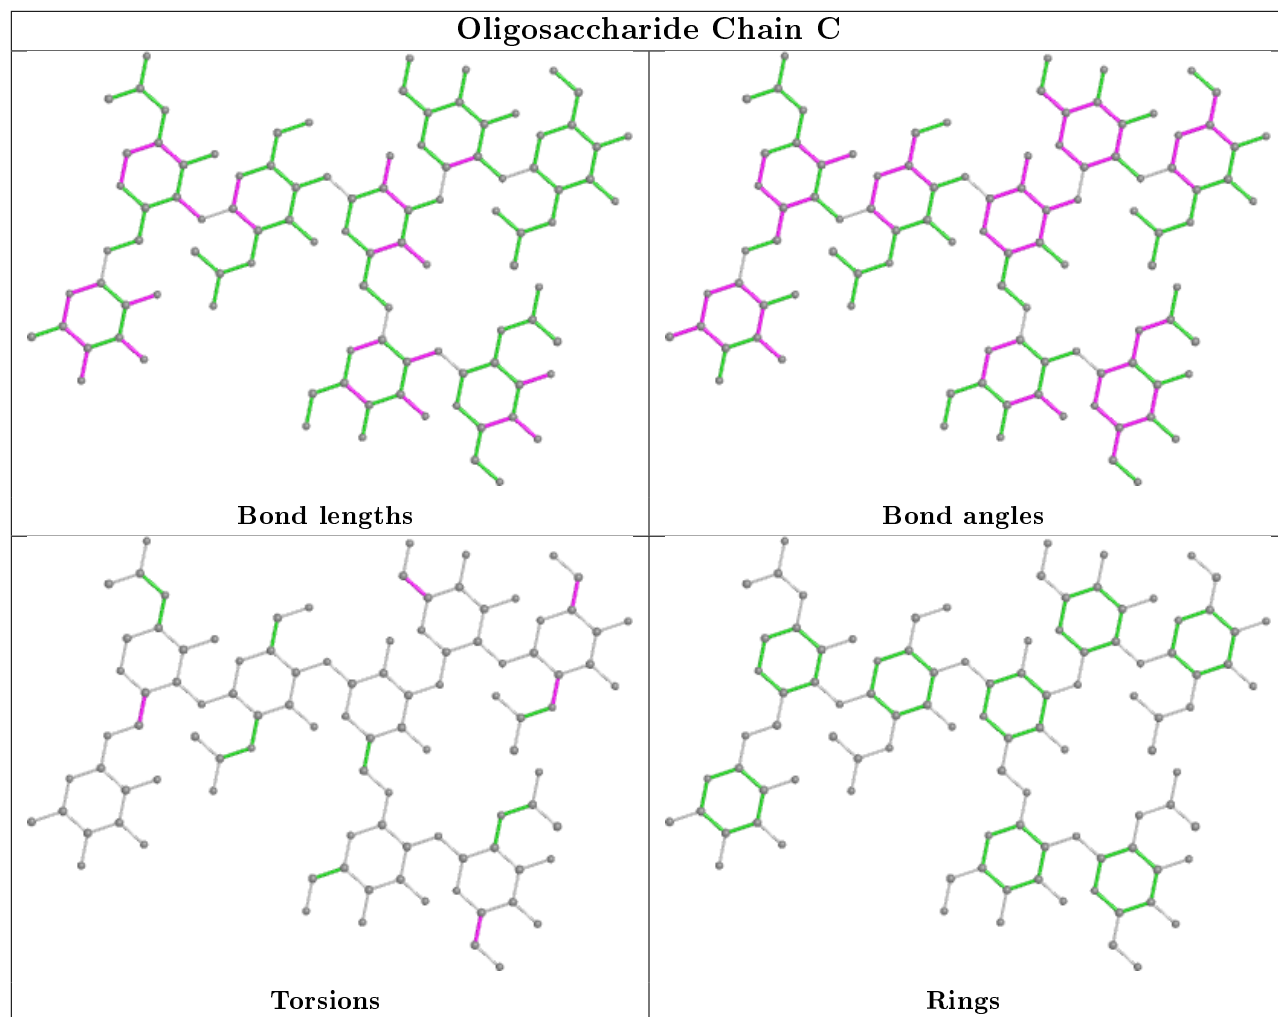 Oligosaccharide Chain C
Bond lengths
Bond angles
Torsions
Rings